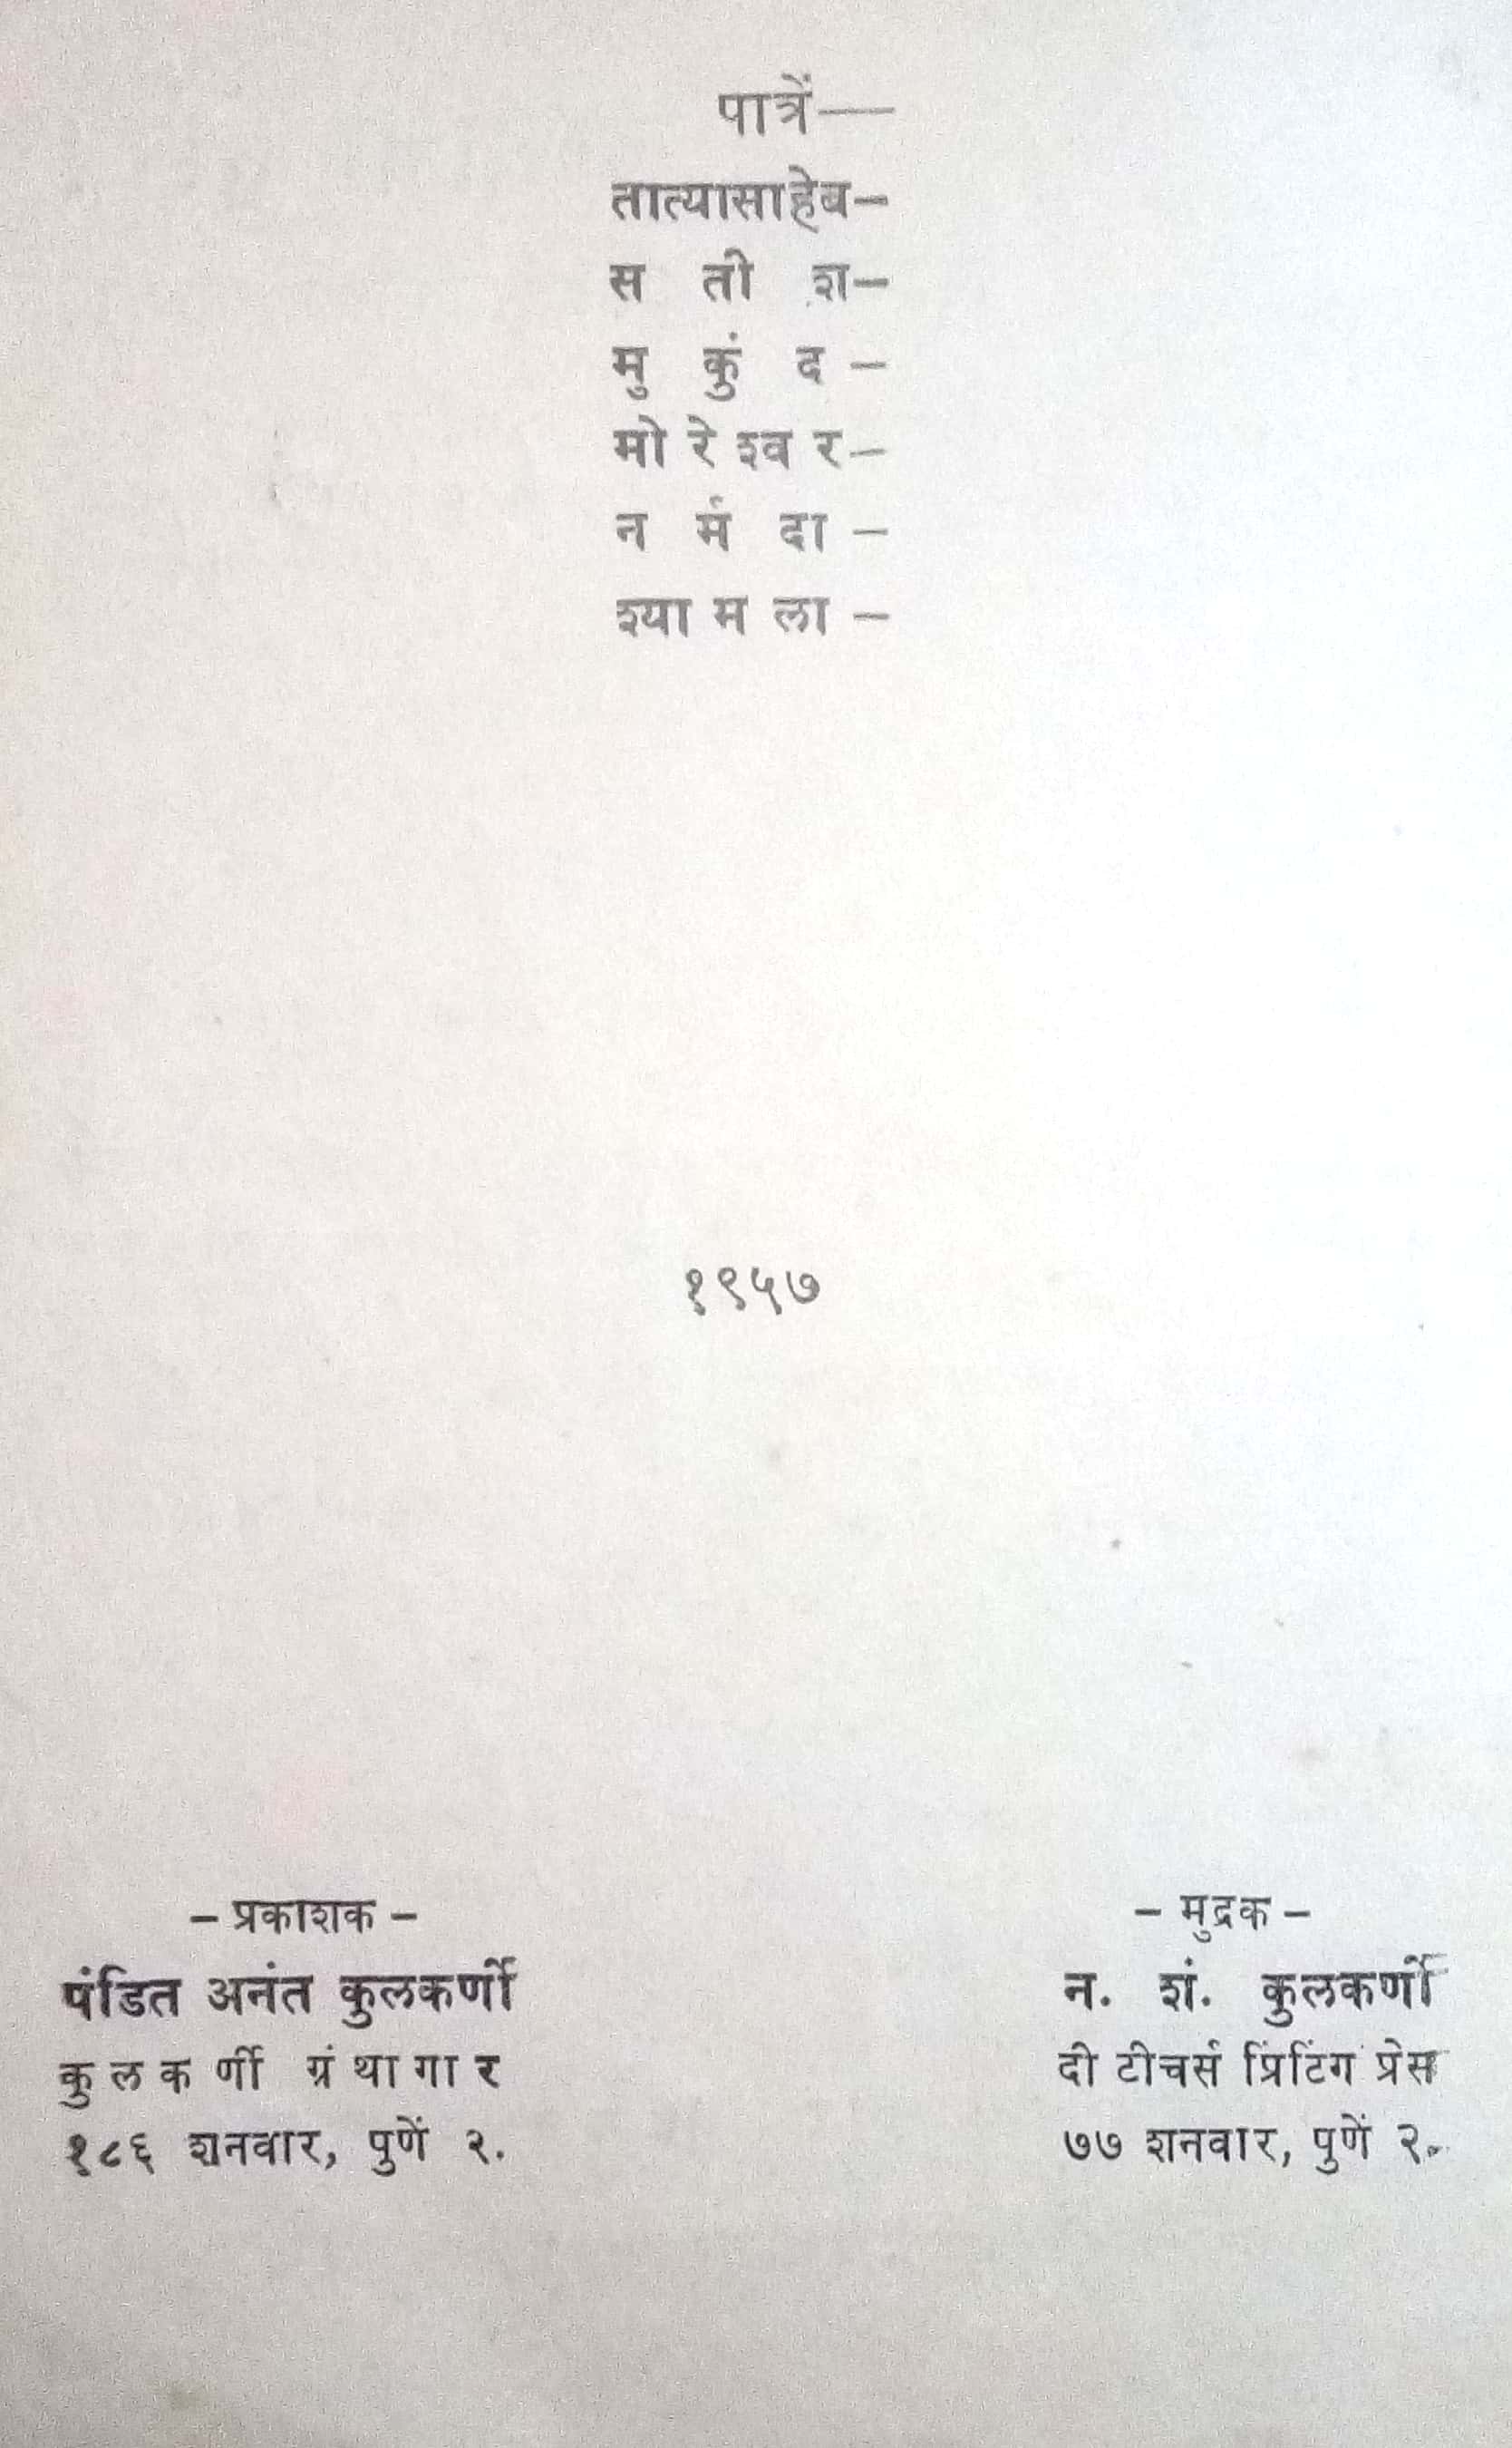 पात्रें—
तात्यासाहेब–
स ती श–
मु कुं द –
मो रे श्व र–
न र्म दा –
श्या म ला –
१९५७
– प्रकाशक –
पंडित अनंत कुलकर्णी
कु ल क र्णी ग्रं था गा र
१८६ शनवार, पुणें २.
– मुद्रक –
न. शं. कुलकर्णी
दी टीचर्स प्रिंटिंग प्रेस
७७ शनवार, पुणें २.